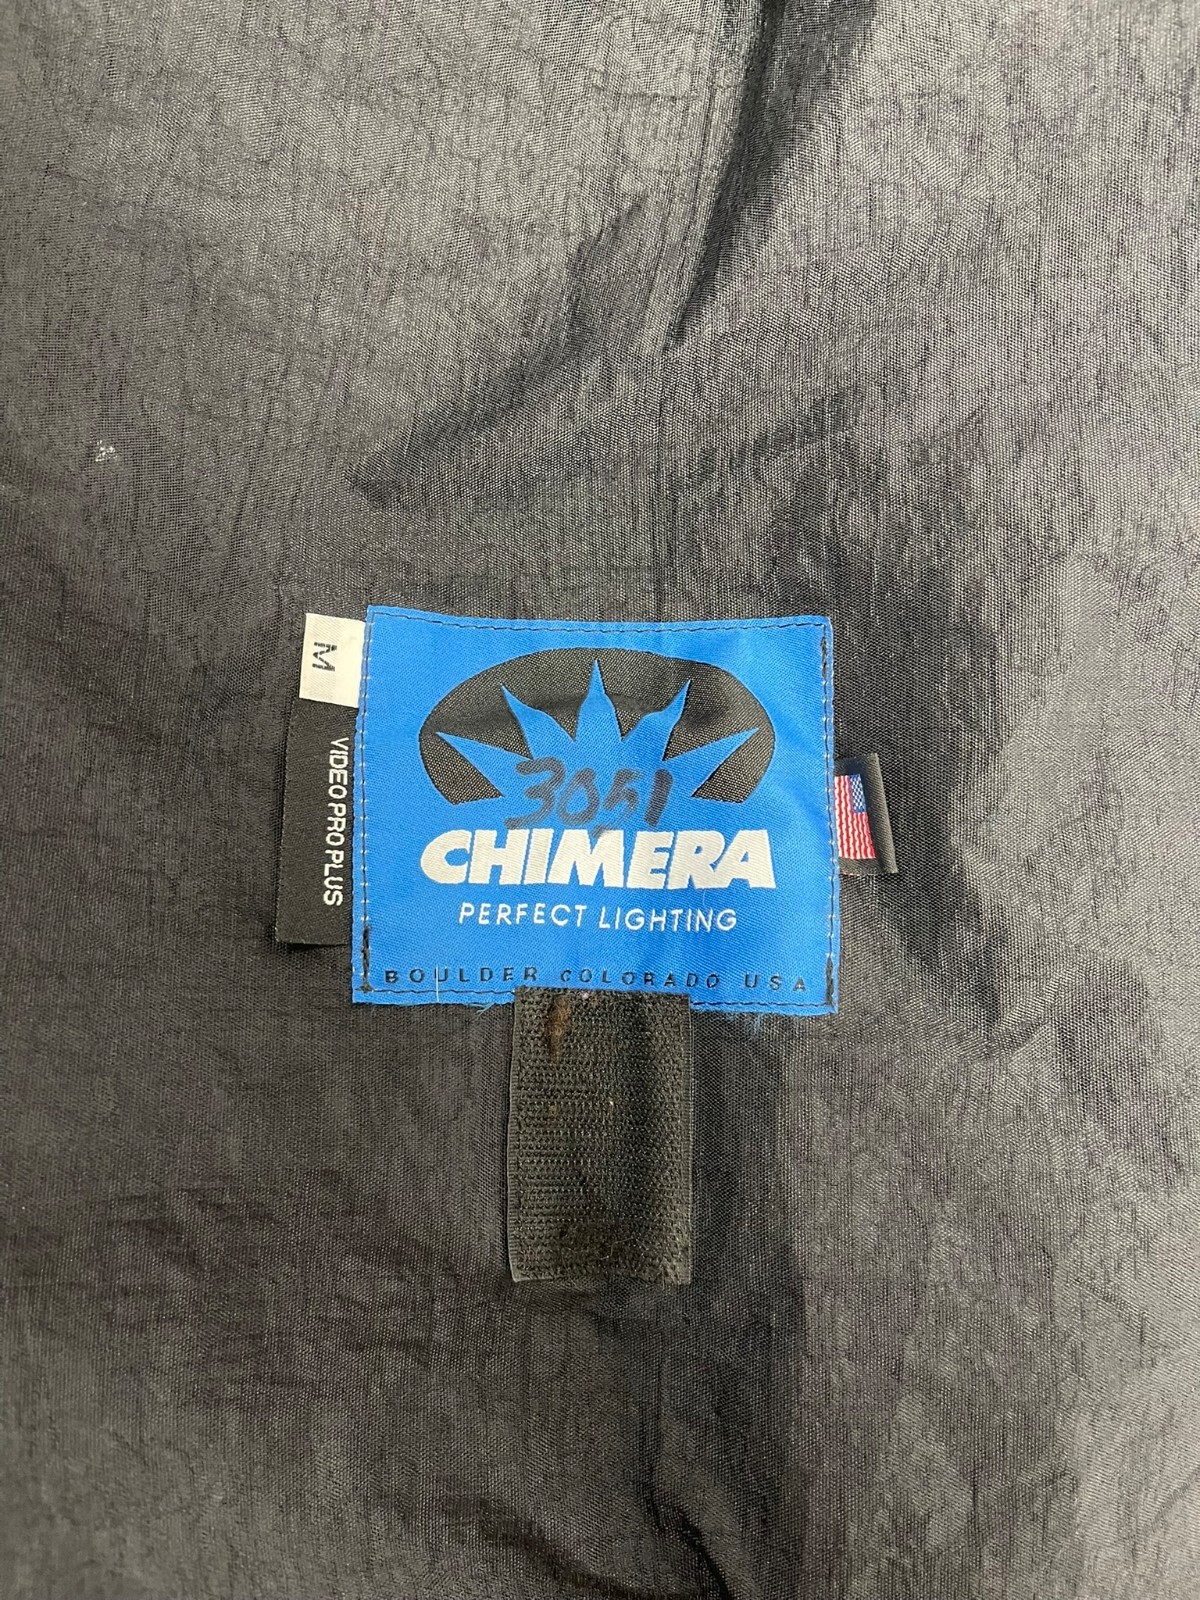 M
VIDEO PRO PLUS
3051
CHIMERA
PERFECT LIGHTING
BOULDER COLORADO USA